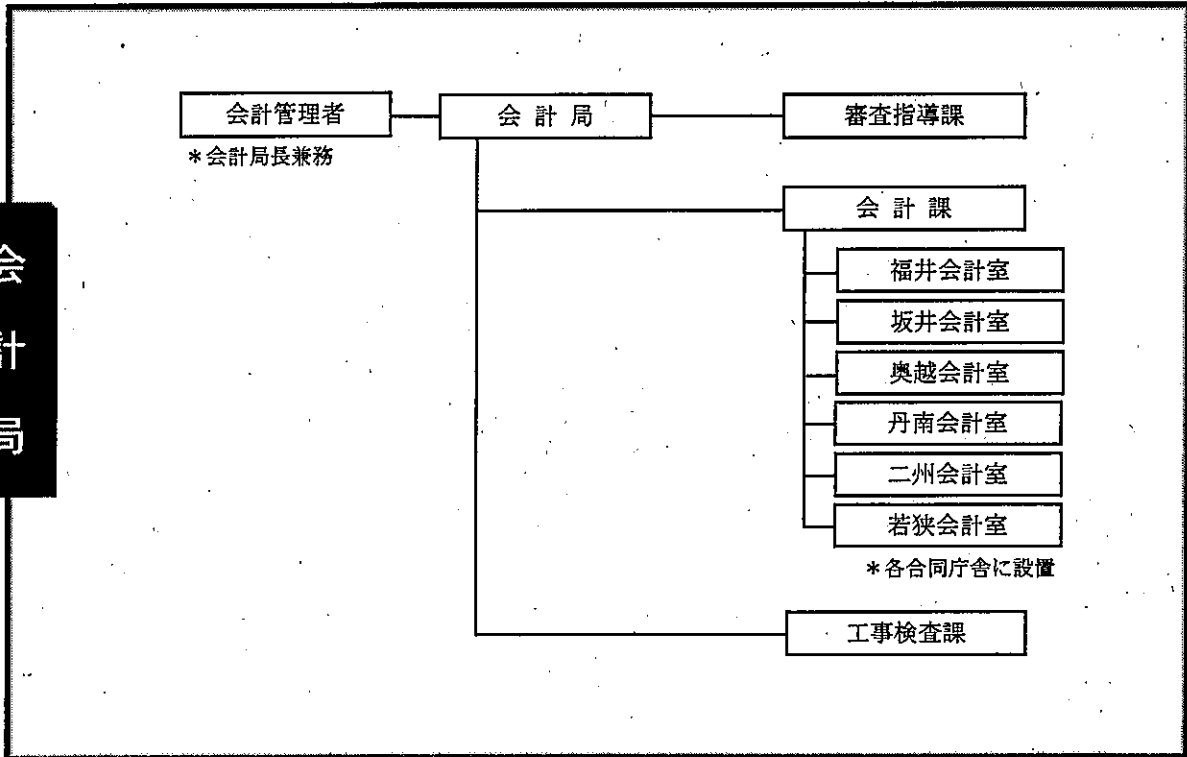 会計局
会計管理者
会計局
審査指導課
*会計局長兼務
会計課
福井会計室
坂井会計室
奥越会計室
丹南会計室
二州会計室
若狭会計室
*各合同庁舎に設置
工事検査課